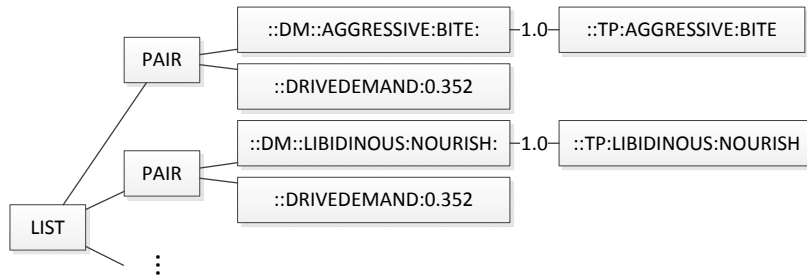 ::DM::AGGRESSIVE:BITE: 1.0 ::TP:AGGRESSIVE:BITE
PAIR
::DRIVEDEMAND:0.352
::DM::LIBIDINOUS:NOURISH: 1.0 ::TP:LIBIDINOUS:NOURISH
PAIR
::DRIVEDEMAND:0.352
LIST
⋮